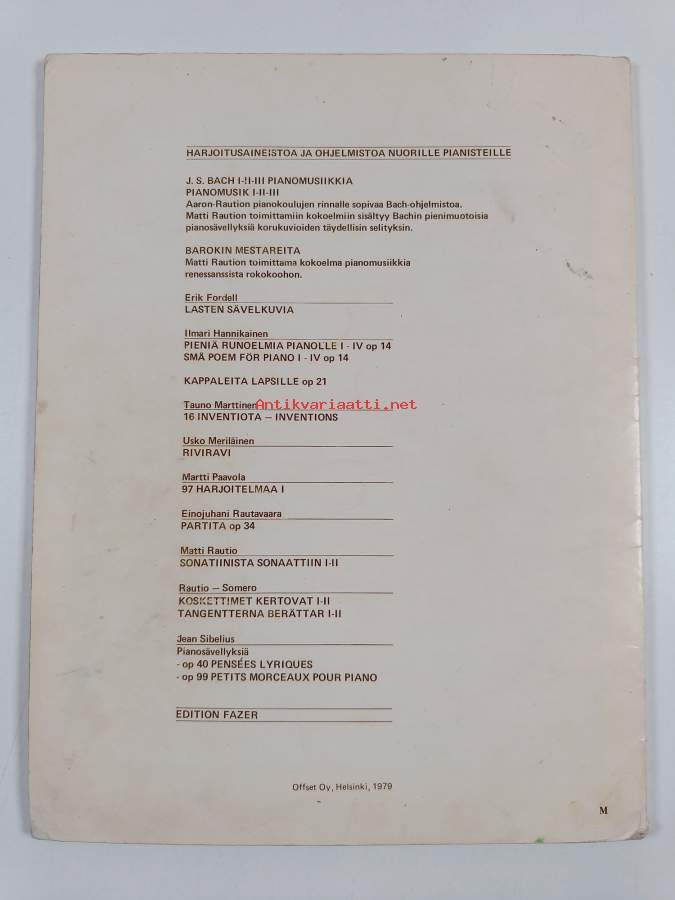 HARJOITUSAINEISTOA JA OHJELMISTOA NUORILLE PIANISTEILLE
J. S. BACH I-II-III PIANOMUSIIKKIA
PIANOMUSIK I-II-III
Aaron-Raution pianokoulujen rinnalle sopivaa Bach-ohjelmistoa.
Matti Raution toimittamiin kokoelmiin sisältyy Bachin pienimuotoisia
pianosävellyksiä korukuvioiden täydellisin selityksin.
BAROKIN MESTAREITA
Matti Raution toimittama kokoelma pianomusiikkia
renessanssista rokokoohon.
Erik Fordell
LASTEN SÄVELKUVIA
Ilmari Hannikainen
PIENIÄ RUNOELMIA PIANOLLE I - IV op 14
SMÅ POEM FÖR PIANO I - IV op 14
KAPPALEITA LAPSILLE op 21
Tauno Marttinen
Antikvariaatti.net
16 INVENTIOTA – INVENTIONS
Usko Meriläinen
RIVIRAVI
Martti Paavola
97 HARJOITELMAA I
Einojuhani Rautavaara
PARTITA op 34
Matti Rautio
SONATIINISTA SONAATTIIN I-II
Rautio – Somero
KOSKETTIMET KERTOVAT I-II
TANGENTTERNA BERÄTTAR I-II
Jean Sibelius
Pianosävellyksiä
- op 40 PENSÉES LYRIQUES
- op 99 PETITS MORCEAUX POUR PIANO
EDITION FAZER
Offset Oy, Helsinki, 1979
M